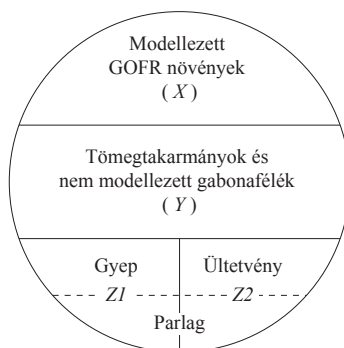 Modellezett
GOFR növények
( X )
Tömegtakarmányok és
nem modellezett gabonafélék
( Y )
Gyep Ültetvény
Z1 Z2
Parlag